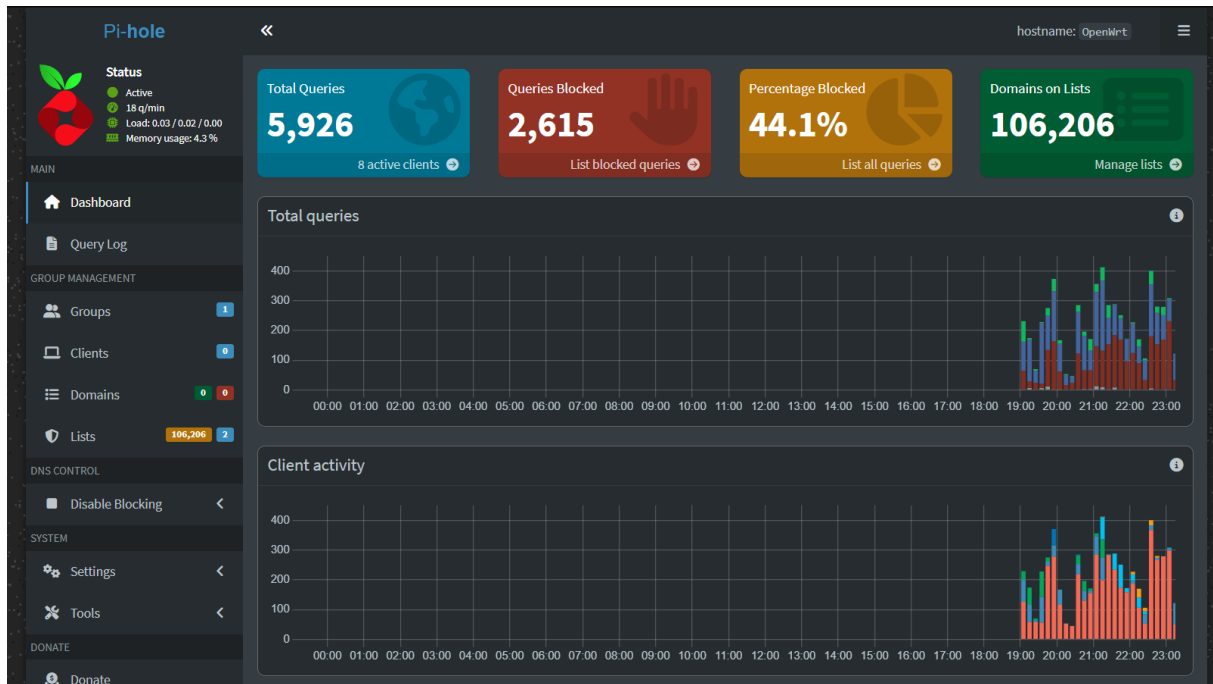 Pi-hole
hostname: OpenWrt
Status
Active
18 q/min
Load: 0.03 / 0.02 / 0.00
Memory usage: 4.3 %
MAIN
Dashboard
Query Log
GROUP MANAGEMENT
Groups 1
Clients 0
Domains 0 0
Lists 106,206 2
DNS CONTROL
Disable Blocking
SYSTEM
Settings
Tools
DONATE
Donate
Total Queries
5,926
8 active clients
Queries Blocked
2,615
List blocked queries
Percentage Blocked
44.1%
List all queries
Domains on Lists
106,206
Manage lists
Total queries
400
300
200
100
0
00:00 01:00 02:00 03:00 04:00 05:00 06:00 07:00 08:00 09:00 10:00 11:00 12:00 13:00 14:00 15:00 16:00 17:00 18:00 19:00 20:00 21:00 22:00 23:00
Client activity
400
300
200
100
0
00:00 01:00 02:00 03:00 04:00 05:00 06:00 07:00 08:00 09:00 10:00 11:00 12:00 13:00 14:00 15:00 16:00 17:00 18:00 19:00 20:00 21:00 22:00 23:00